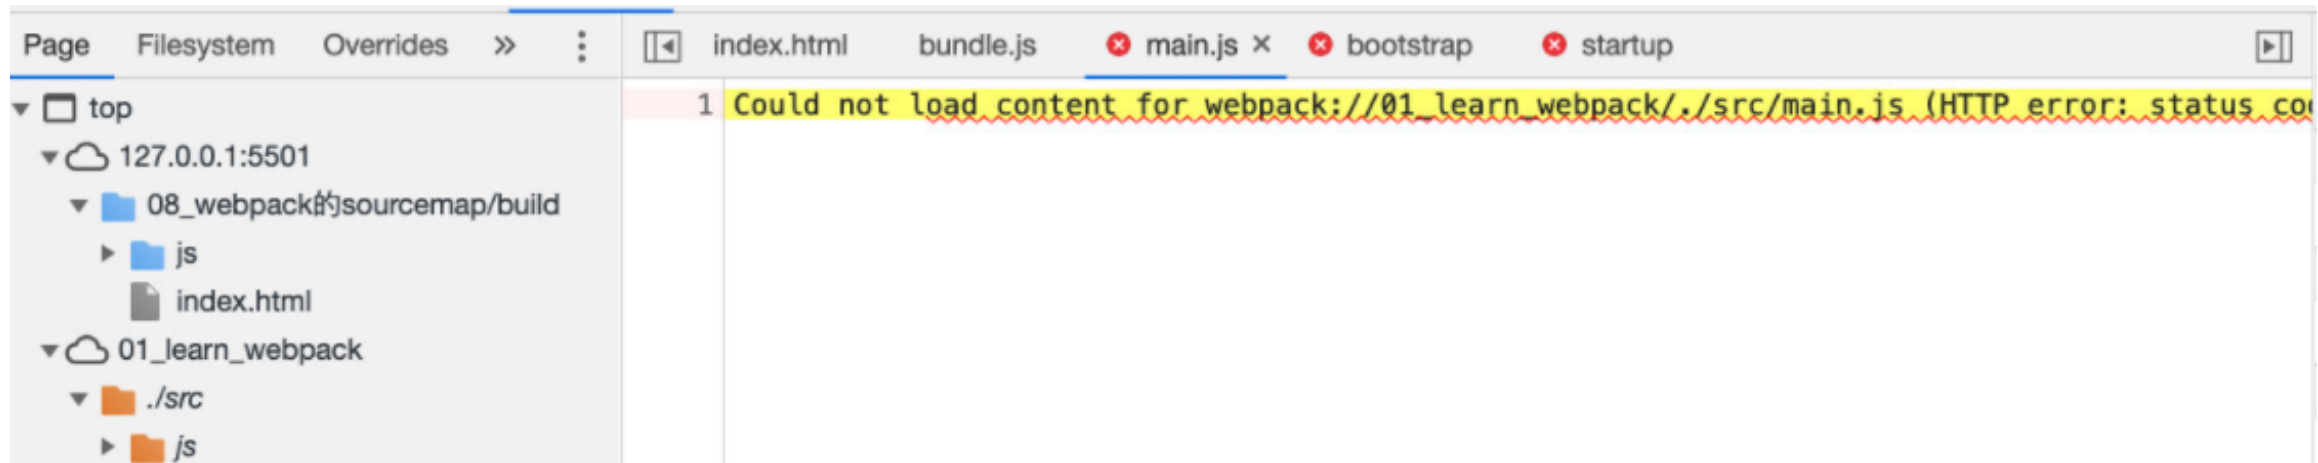 Page Filesystem Overrides » index.html bundle.js main.js × bootstrap startup
1 Could not load content for webpack://01_learn_webpack/./src/main.js (HTTP error: status
top
127.0.0.1:5501
08_webpack的sourcemap/build
js
index.html
01_learn_webpack
./src
js